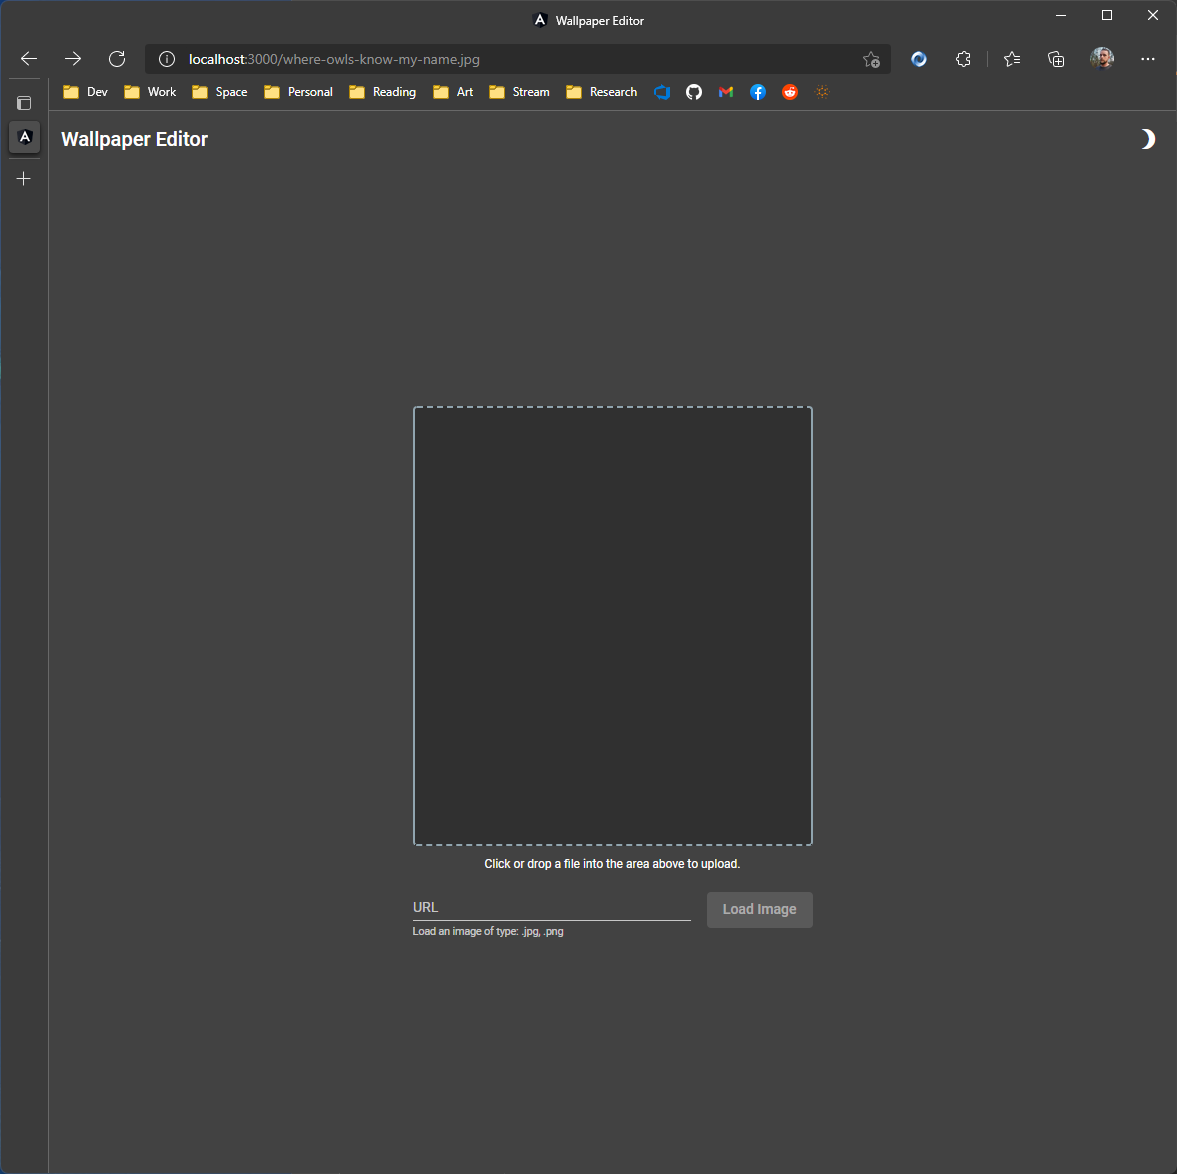 Wallpaper Editor
localhost:3000/where-owls-know-my-name.jpg
Dev Work Space Personal Reading Art Stream Research
Wallpaper Editor
Click or drop a file into the area above to upload.
URL
Load Image
Load an image of type: .jpg, .png